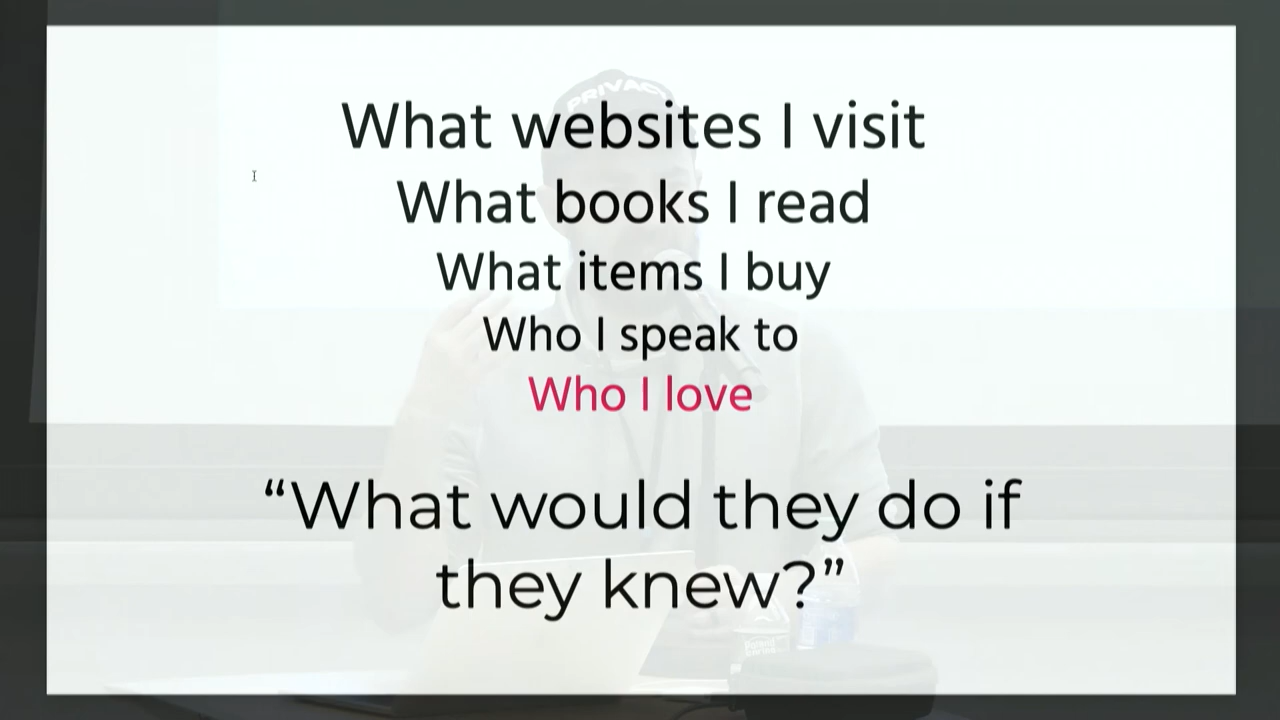 PRIVACY
What websites I visit
What books I read
What items I buy
Who I speak to
Who I love
“What would they do if
they knew?”